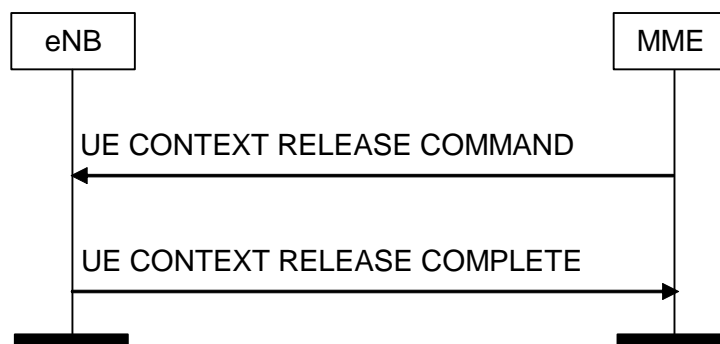 eNB
MME
UE CONTEXT RELEASE COMMAND
UE CONTEXT RELEASE COMPLETE